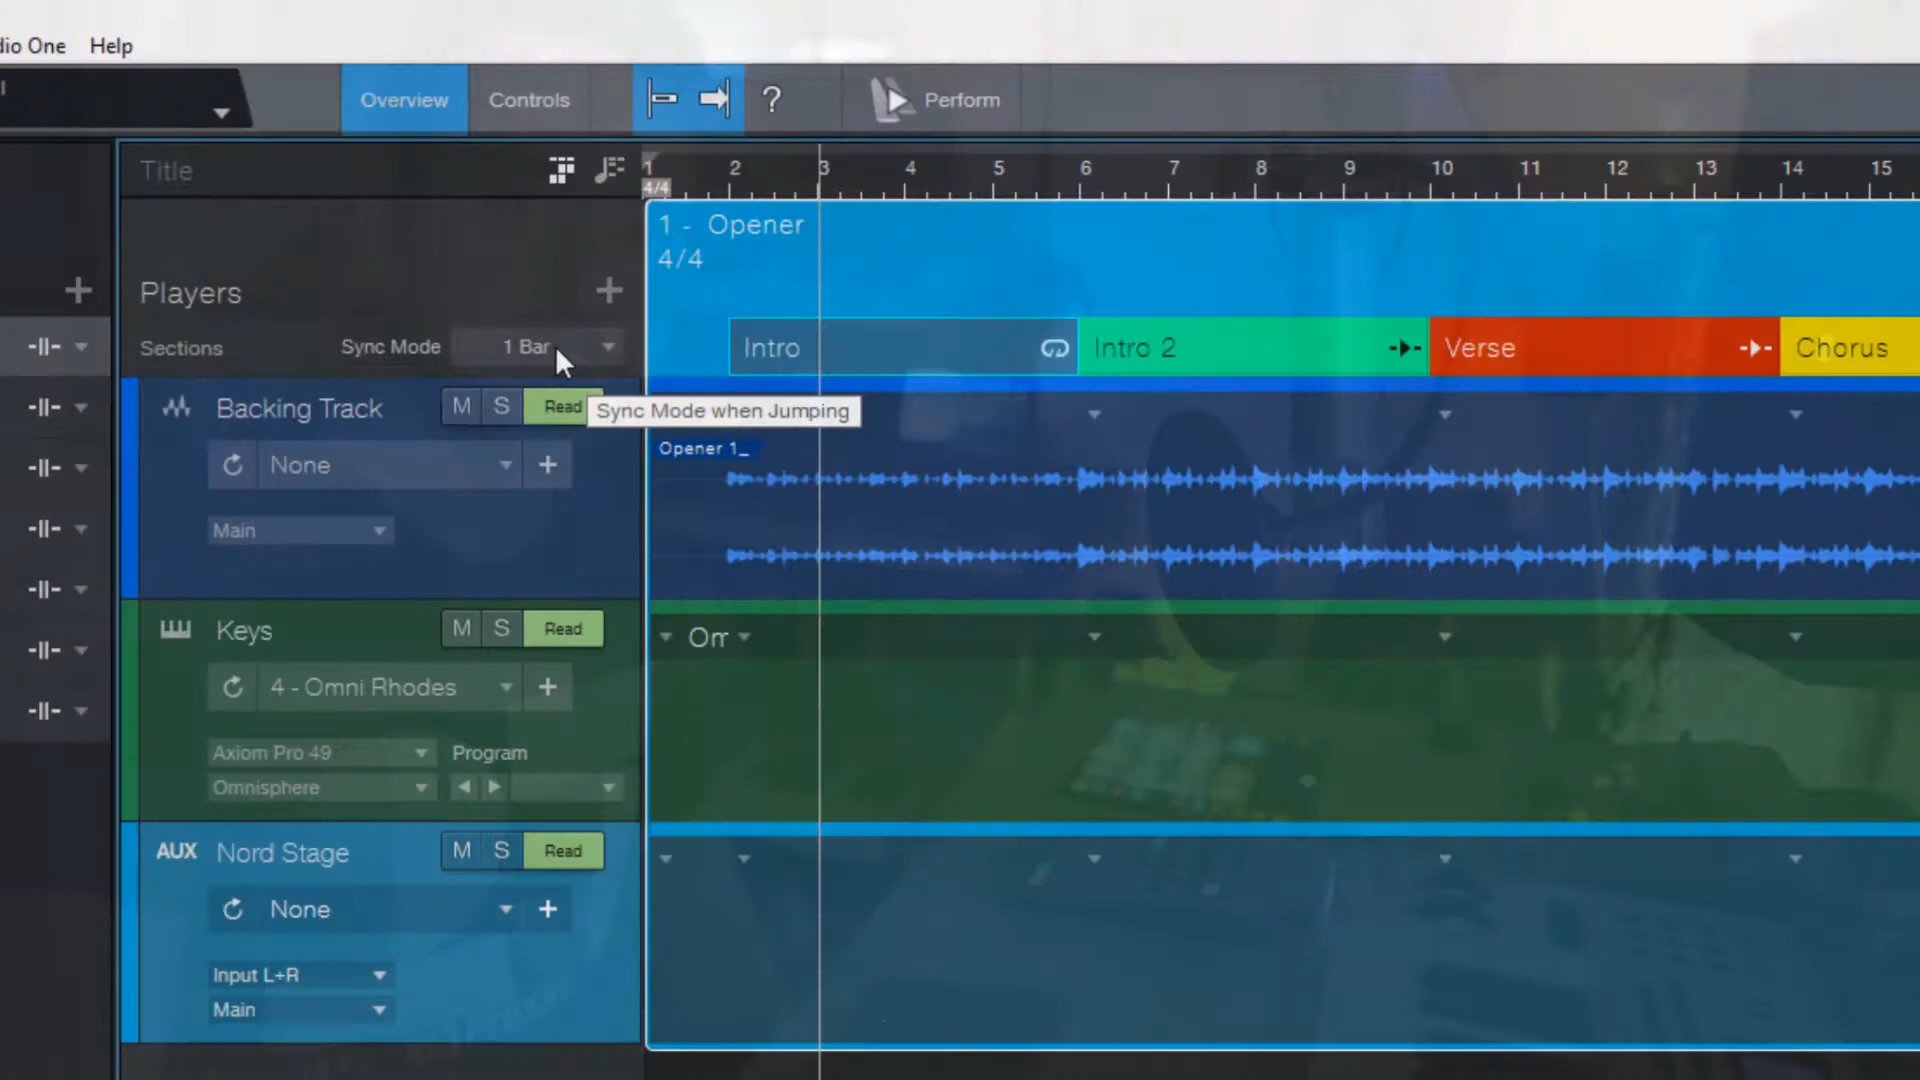 dio One Help
Overview Controls ? Perform
Title
1 2 3 4 5 6 7 8 9 10 11 12 13 14 15
4/4
1 - Opener
4/4
Players
Sections Sync Mode 1 Bar
Intro Intro 2 Verse Chorus
Backing Track M S Read
Sync Mode when Jumping
Opener 1_
None
Main
Keys M S Read
Om
4 - Omni Rhodes
Axiom Pro 49 Program
Omnisphere
AUX Nord Stage M S Read
None
Input L+R
Main